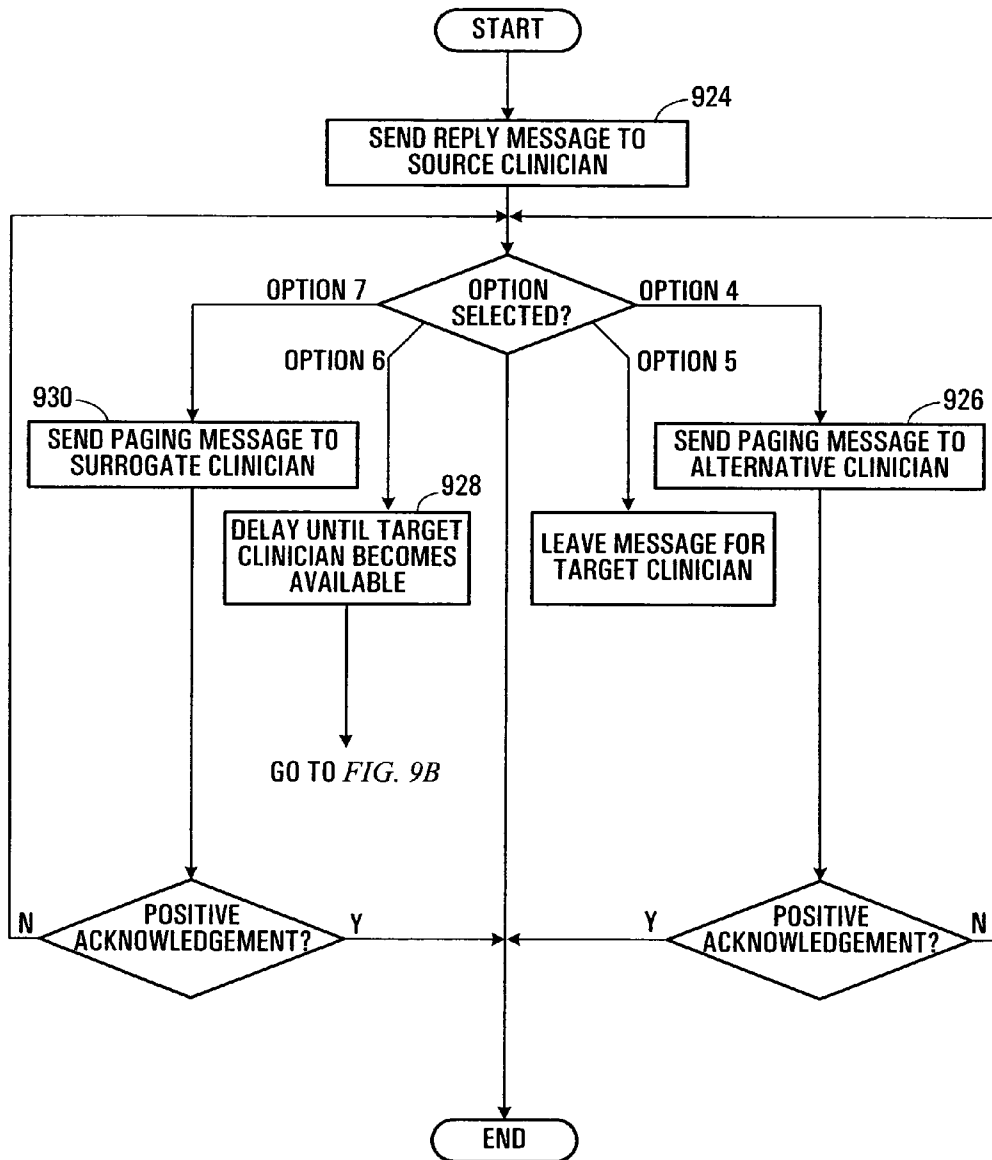 START
924
SEND REPLY MESSAGE TO
SOURCE CLINICIAN
OPTION 7
OPTION
SELECTED?
OPTION 4
OPTION 6
OPTION 5
930
SEND PAGING MESSAGE TO
SURROGATE CLINICIAN
926
SEND PAGING MESSAGE TO
ALTERNATIVE CLINICIAN
928
DELAY UNTIL TARGET
CLINICIAN BECOMES
AVAILABLE
LEAVE MESSAGE FOR
TARGET CLINICIAN
GO TO FIG. 9B
N
POSITIVE
ACKNOWLEDGEMENT?
Y
Y
POSITIVE
ACKNOWLEDGEMENT?
N
END